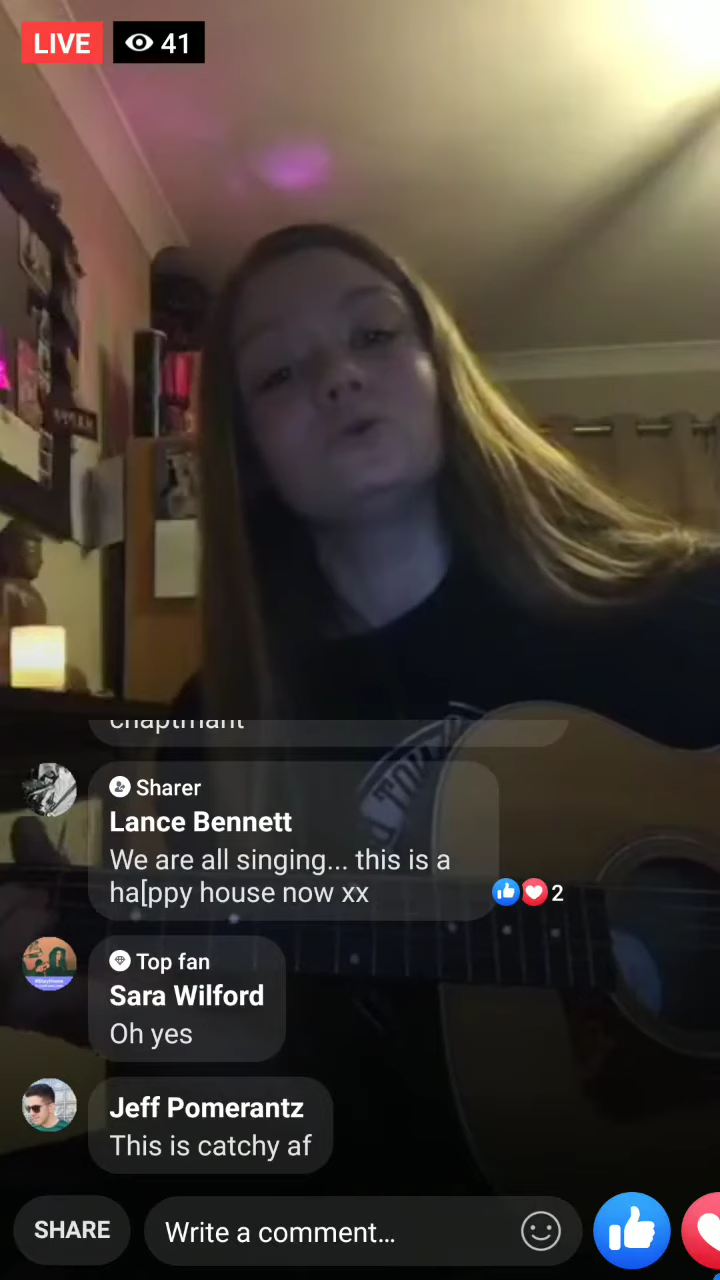 LIVE 41
Sharer
Lance Bennett
We are all singing... this is a
ha[ppy house now xx
2
Top fan
Sara Wilford
Oh yes
Jeff Pomerantz
This is catchy af
SHARE
Write a comment...